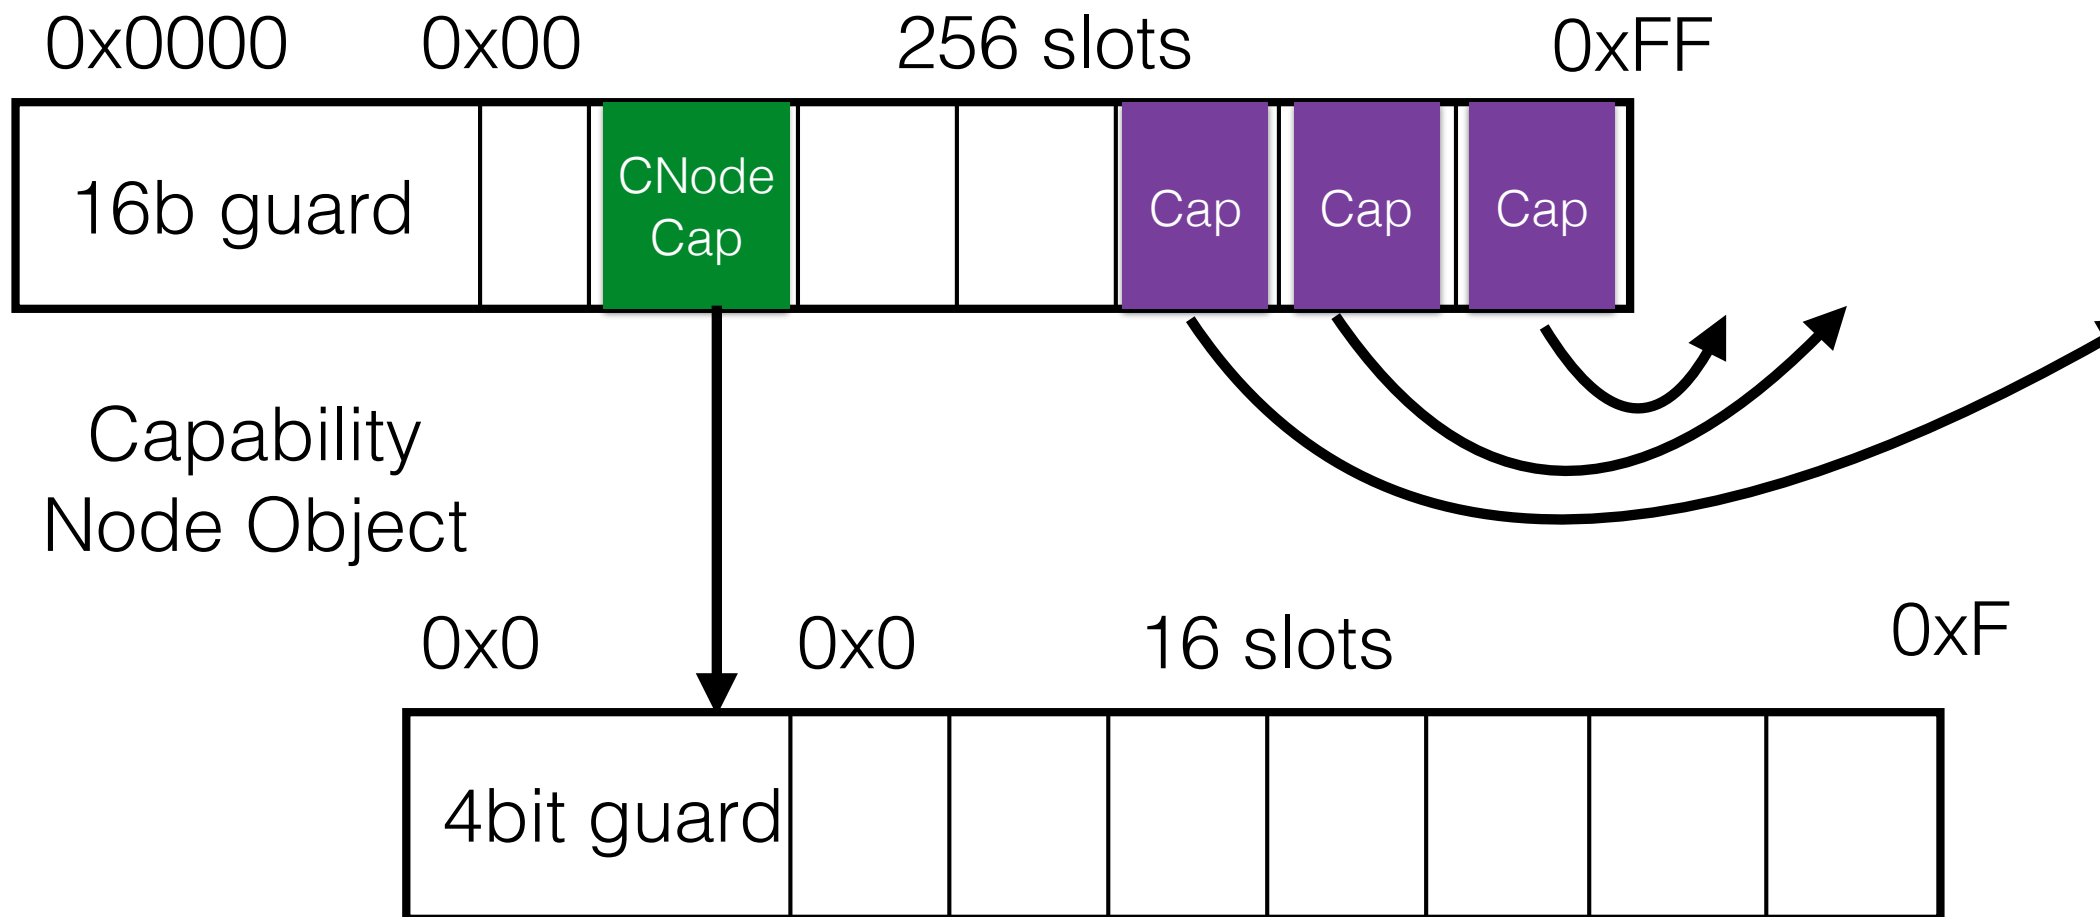 0x0000 0x00 256 slots 0xFF
16b guard
CNode
Cap
Cap Cap Cap
Capability
Node Object
0x0 0x0 16 slots 0xF
4bit guard